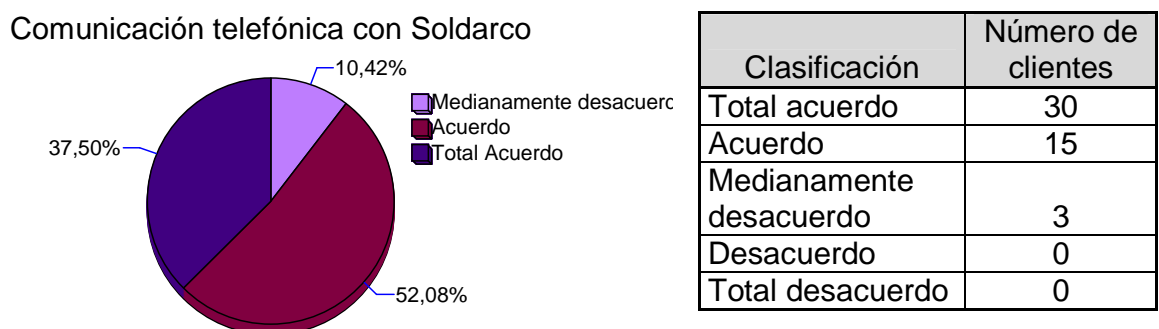 Comunicación telefónica con Soldarco
10,42%
Medianamente desacuerc
Acuerdo
Total Acuerdo
37,50%
52,08%
Clasificación Número de clientes
Total acuerdo 30
Acuerdo 15
Medianamente
desacuerdo 3
Desacuerdo 0
Total desacuerdo 0